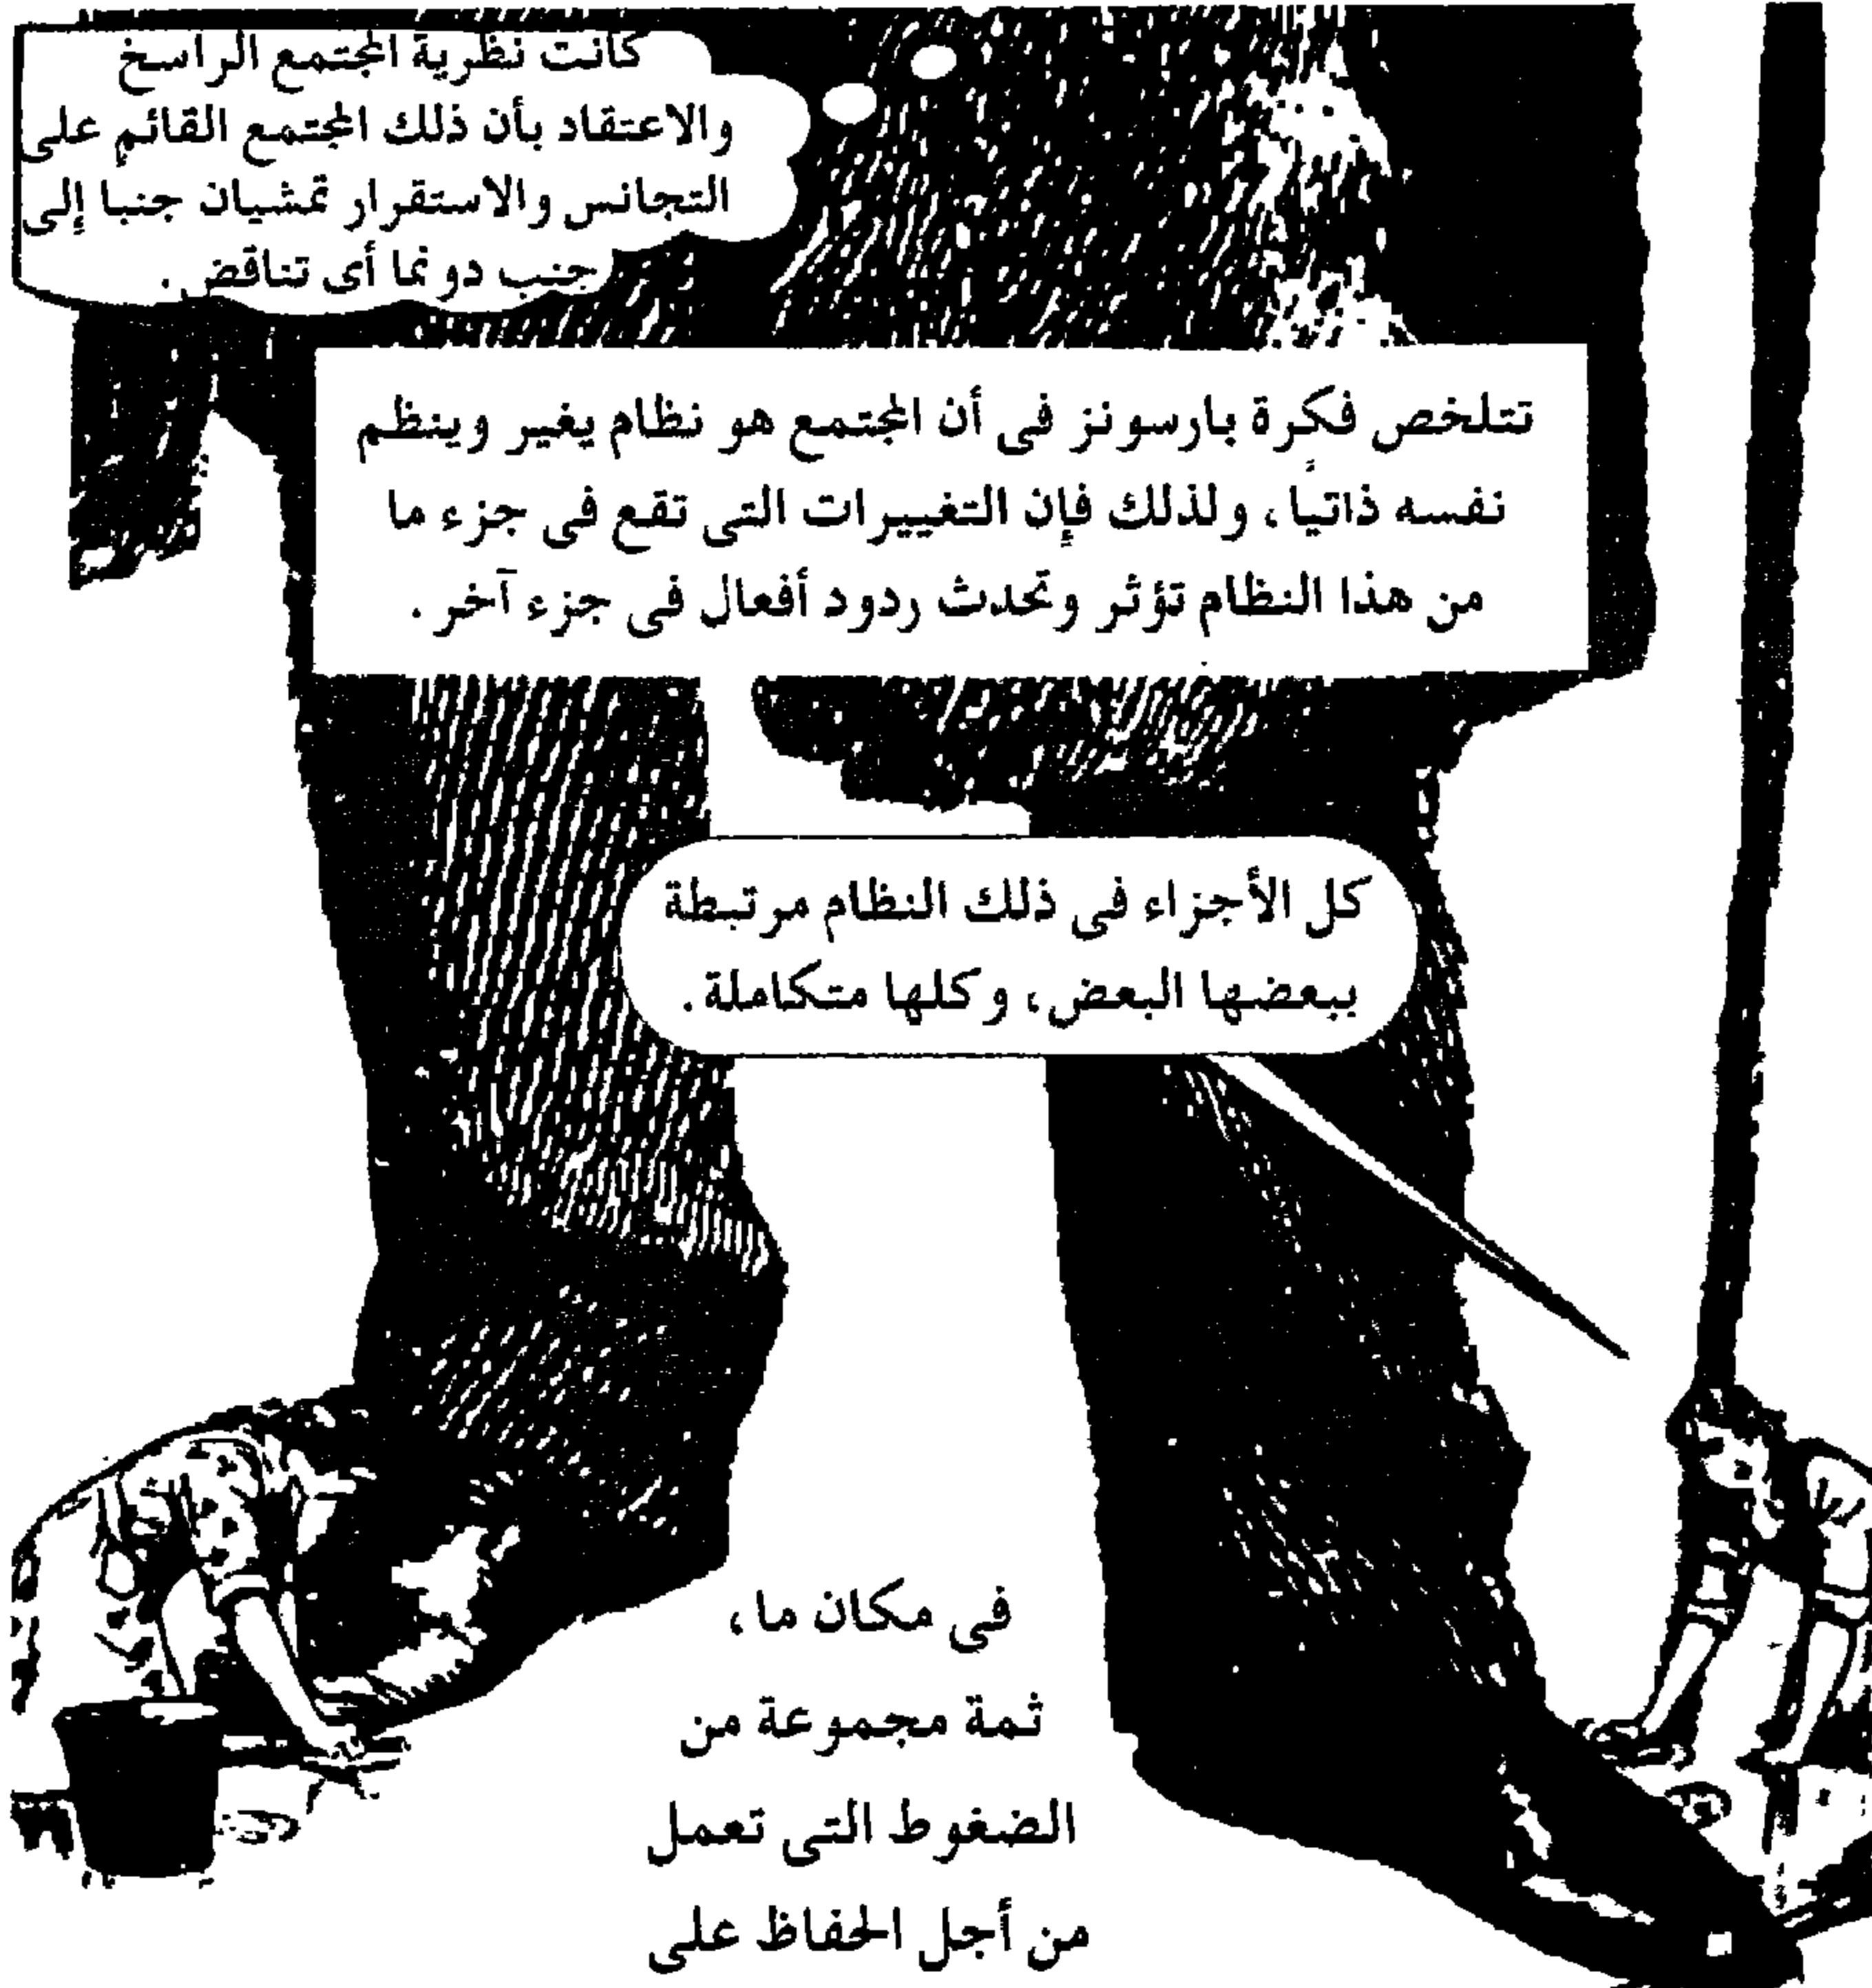 كانت نظرية المجتمع الراسخ
والاعتقاد بأن ذلك المجتمع القائم على
التجانس والاستقرار تمشيان جنبا إلى
جنب دونما أى تناقض .
تتلخص فكرة بارسونز فى أن المجتمع هو نظام يغير وينظم
نفسه ذاتيًا، ولذلك فإن التغييرات التى تقع فى جزء ما
من هذا النظام تؤثر وتحدث ردود أفعال فى جزء آخر .
كل الأجزاء فى ذلك النظام مرتبطة
ببعضها البعض، وكلها متكاملة .
فى مكان ما،
ثمة مجموعة من
الضغوط التى تعمل
من أجل الحفاظ على